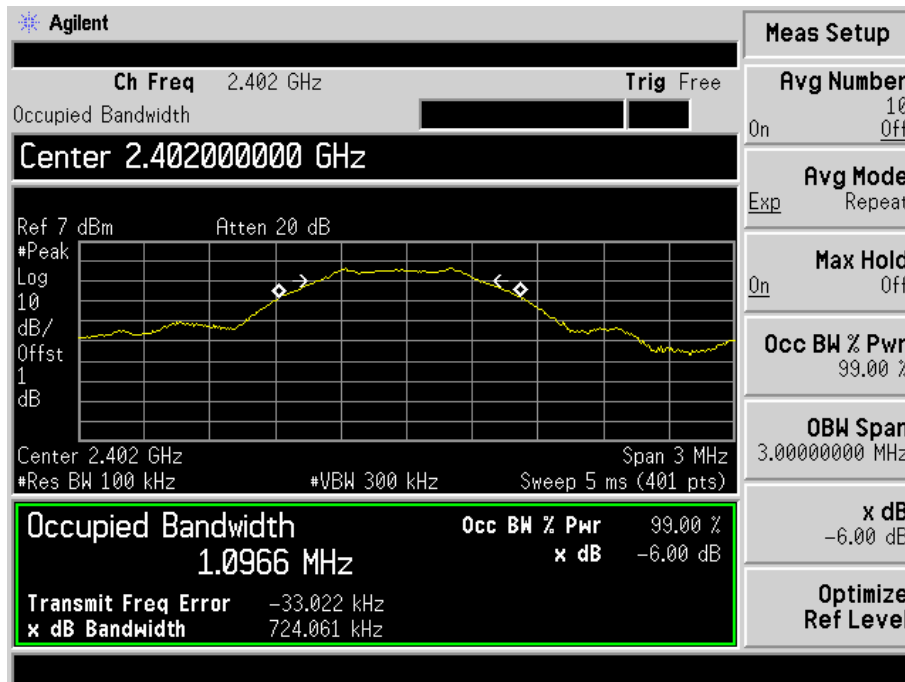 Agilent
Ch Freq 2.402 GHz Trig Free
Occupied Bandwidth
Center 2.402000000 GHz
Ref 7 dBm Atten 20 dB
#Peak
Log
10
dB/
Offst
1
dB
Center 2.402 GHz Span 3 MHz
#Res BW 100 kHz #VBW 300 kHz Sweep 5 ms (401 pts)
Occupied Bandwidth Occ BW % Pwr 99.00 %
1.0966 MHz x dB -6.00 dB
Transmit Freq Error -33.022 kHz
x dB Bandwidth 724.061 kHz
Meas Setup
Avg Number
10
On Off
Avg Mode
Exp Repeat
Max Hold
On Off
Occ BW % Pwr
99.00 %
OBW Span
3.00000000 MHz
x dB
-6.00 dB
Optimize
Ref Level